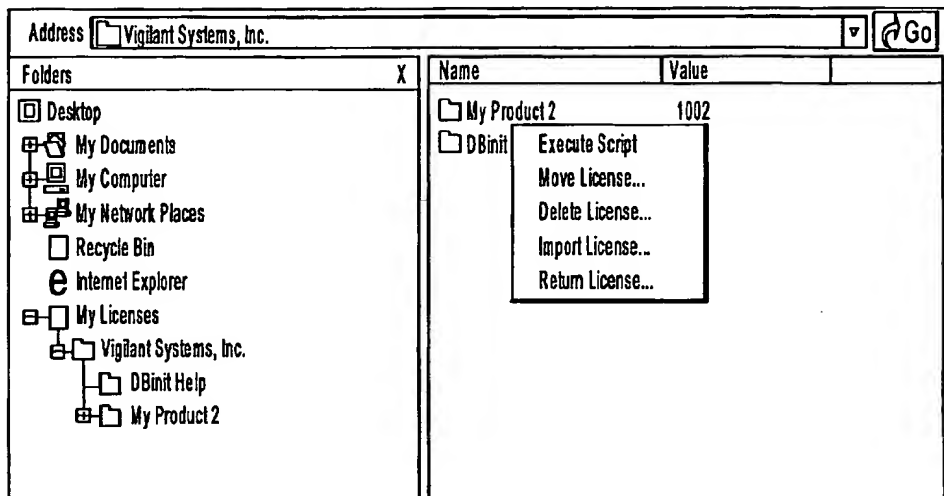 Address Vigilant Systems, Inc. Go
Folders X
Name Value
Desktop
My Documents
My Computer
My Network Places
Recycle Bin
Internet Explorer
My Licenses
Vigilant Systems, Inc.
DBinit Help
My Product 2
My Product 2 1002
DBinit
Execute Script
Move License...
Delete License...
Import License...
Return License...